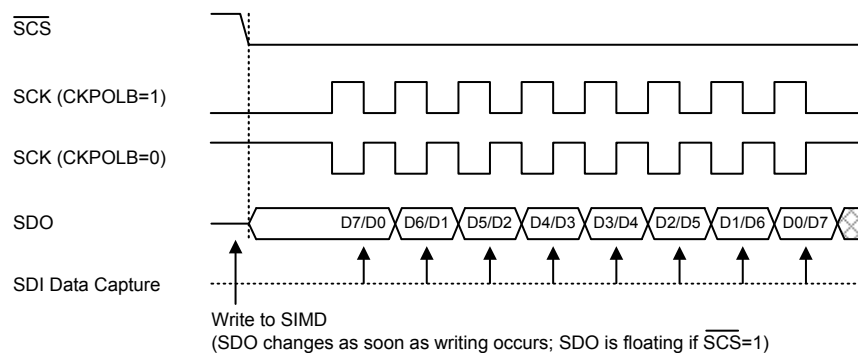 SCS
SCK (CKPOLB=1)
SCK (CKPOLB=0)
SDO D7/D0 D6/D1 D5/D2 D4/D3 D3/D4 D2/D5 D1/D6 D0/D7
SDI Data Capture
Write to SIMD
(SDO changes as soon as writing occurs; SDO is floating if SCS=1)